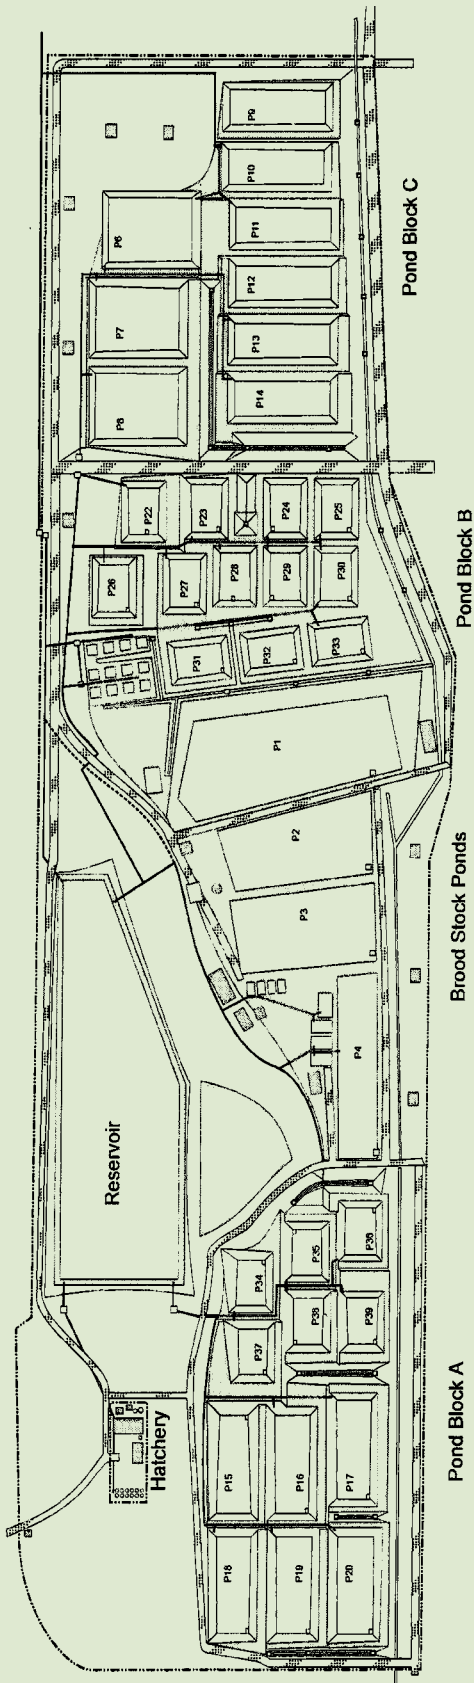 Hatchery
Reservoir
P18
P19
P20
P15
P16
P17
P37
P34
P38
P35
P39
P36
Pond Block A
P4
P3
P2
P1
Brood Stock Ponds
P31
P32
P33
P26
P27
P28
P29
P30
P22
P23
P24
P25
Pond Block B
P8
P7
P6
P14
P13
P12
P11
P10
P9
Pond Block C